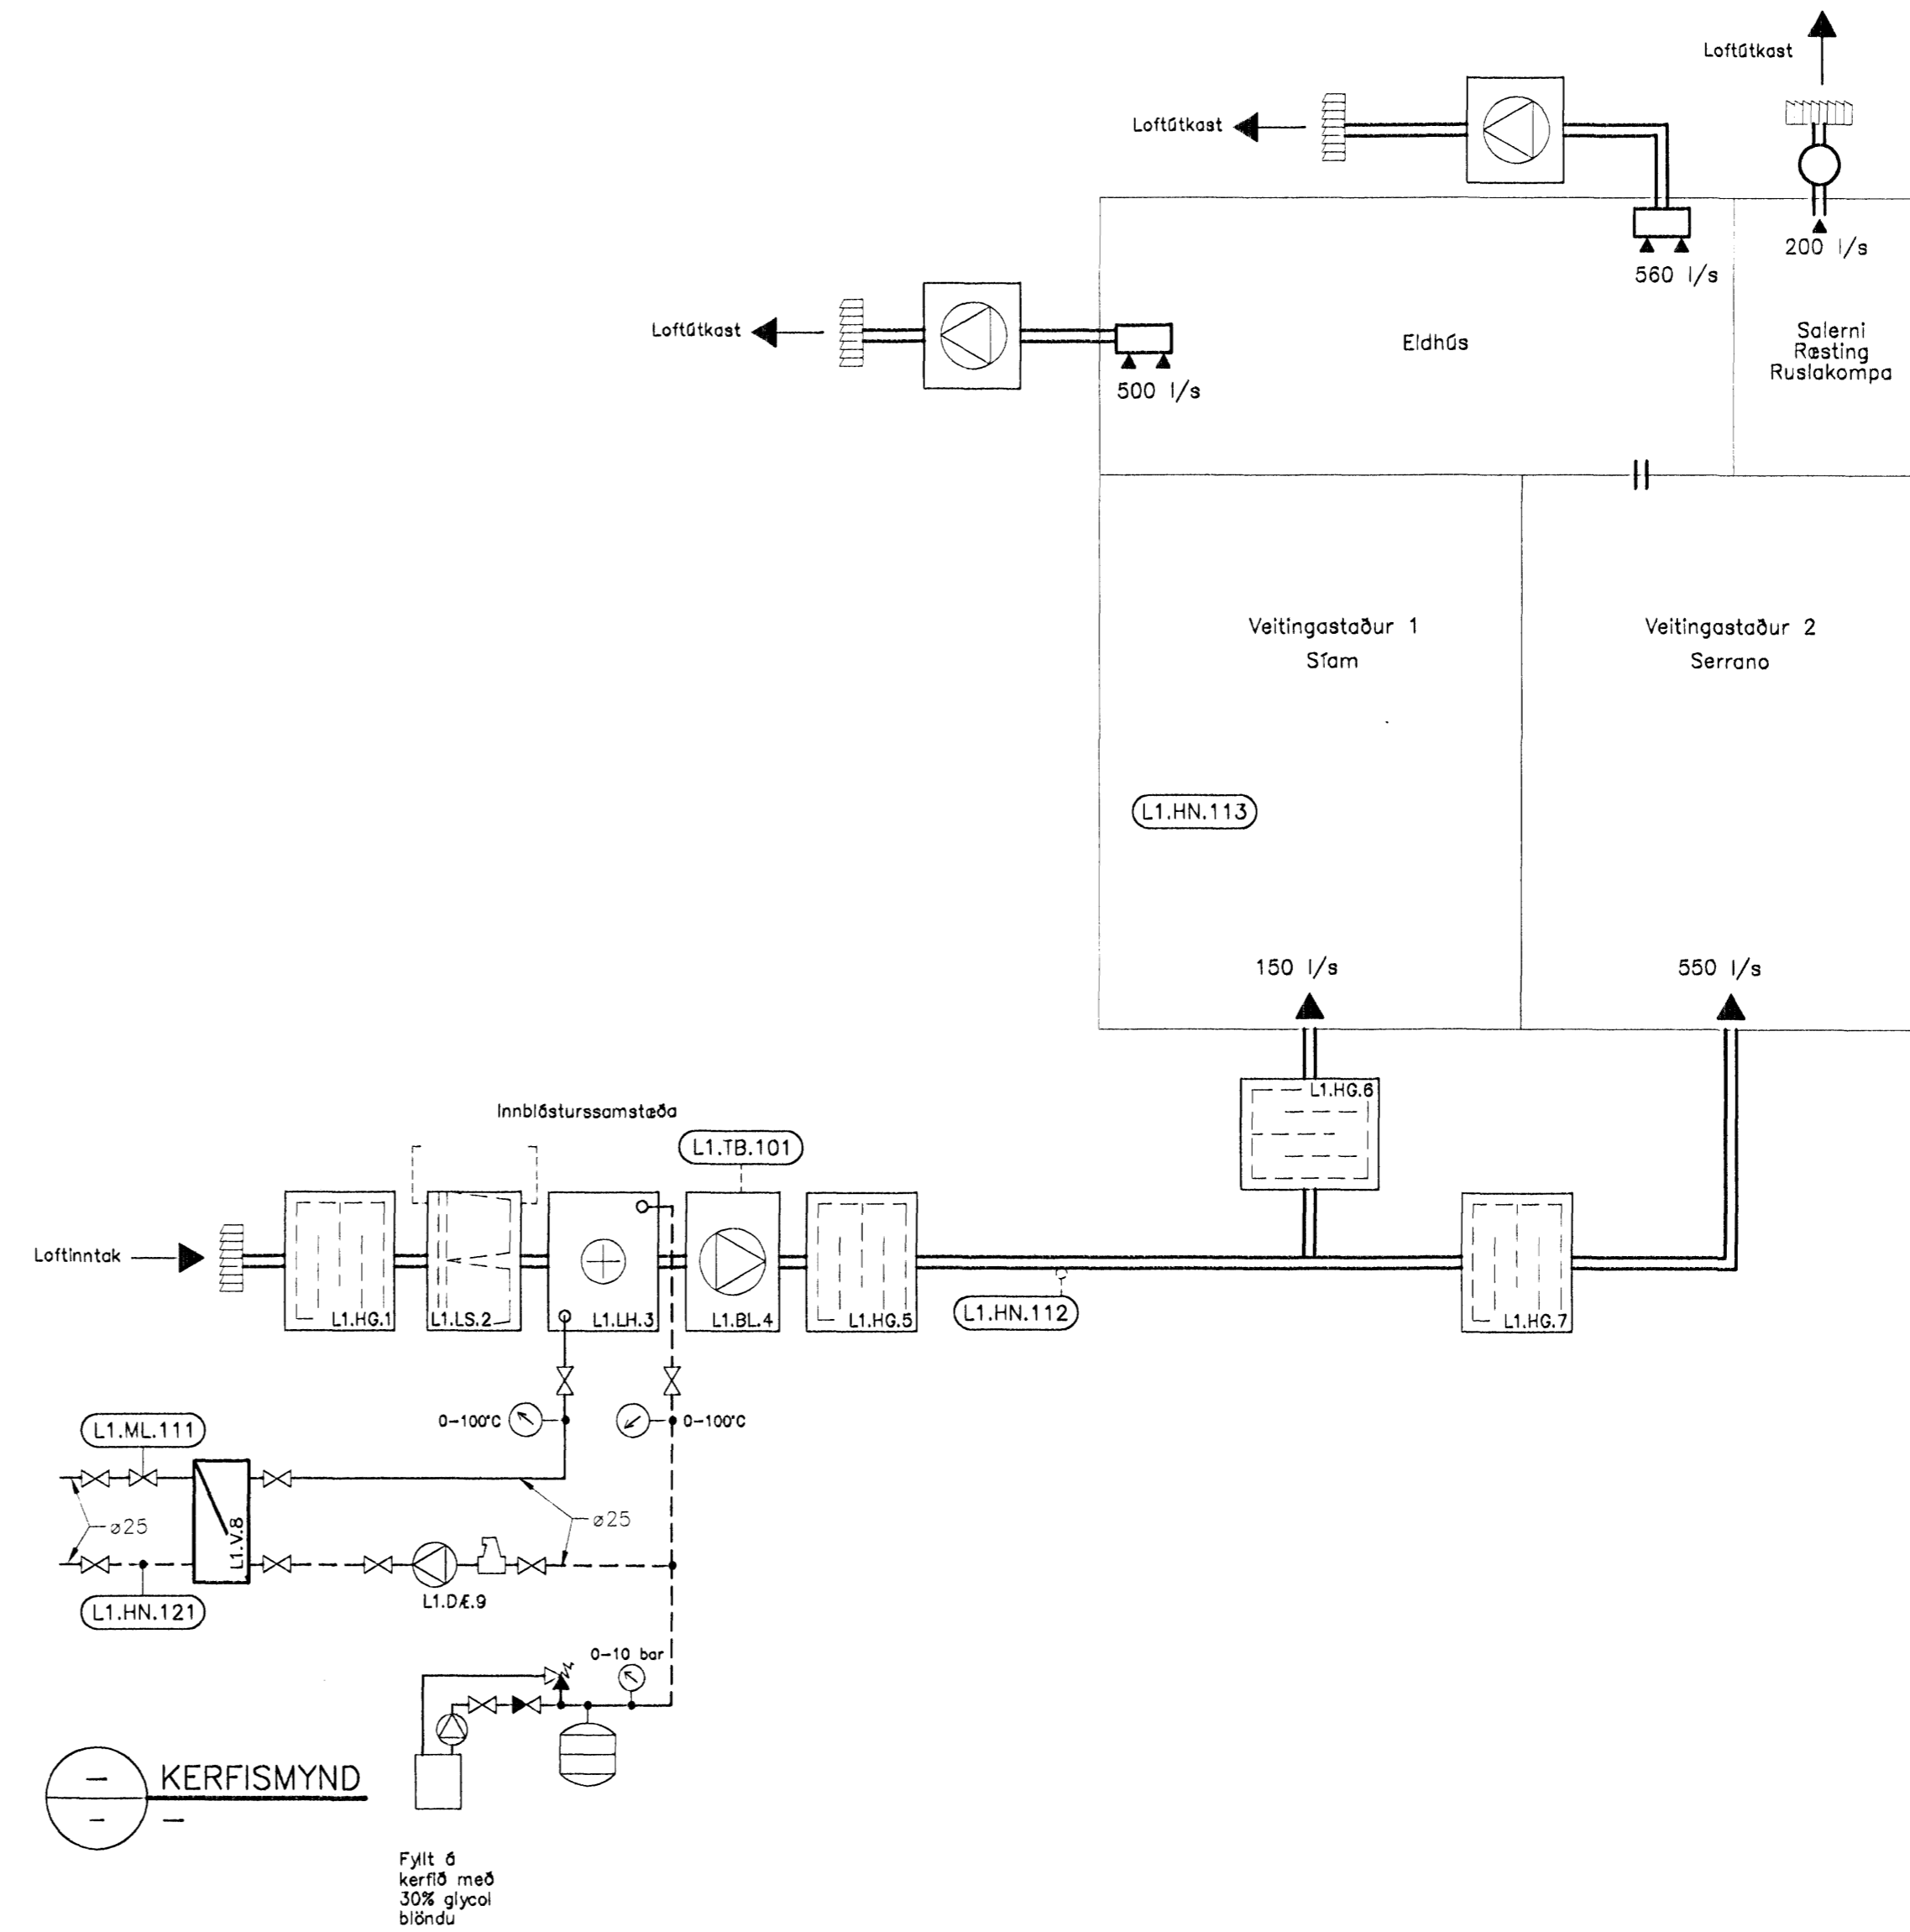 Loftútkast
Loftútkast
200 l/s
560 l/s
Loftútkast
500 l/s
Eldhús
Salerni
Ræsting
Ruslakompa
Veitingastaður 1
Síam
Veitingastaður 2
Serrano
L1.HN.113
150 l/s
550 l/s
L1.HG.6
Innblásturssamstæða
L1.TB.101
Loftinntak
L1.HG.1
L1.LS.2
L1.LH.3
L1.BL.4
L1.HG.5
L1.HN.112
L1.HG.7
0-100°C
0-100°C
L1.ML.111
ø25
L1.V.8
ø25
L1.HN.121
L1.DÆ.9
0-10 bar
KERFISMYND
Fyllt á
kerfið með
30% glycol
blöndu